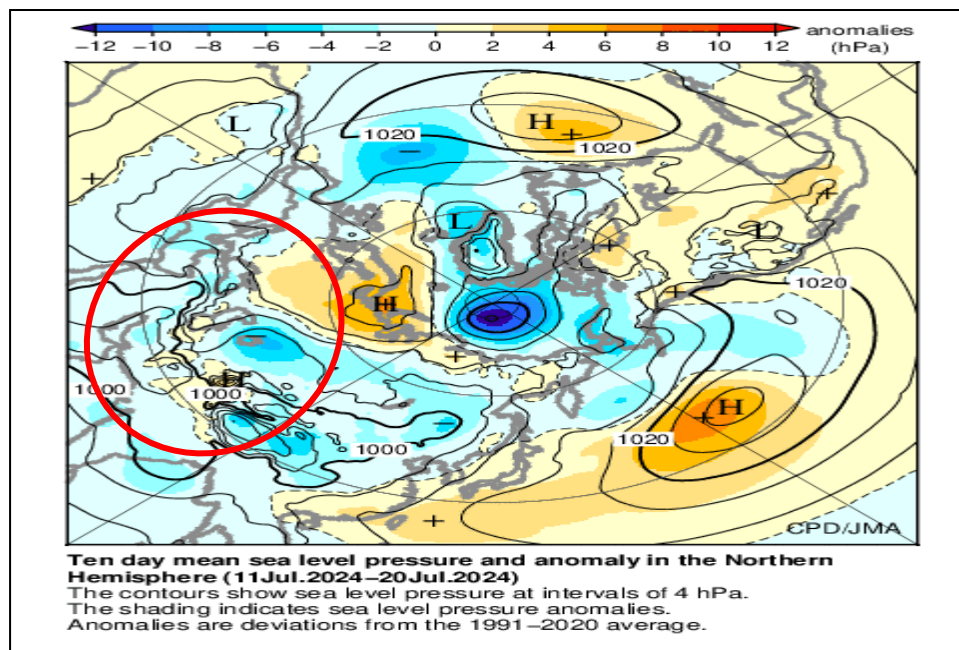 anomalies
−12 −10 −8 −6 −4 −2 0 2 4 6 8 10 12 (hPa)
L
H
1020
1020
L
L
H
1020
1000
H
1000
H
1020
1000
CPD/JMA
Ten day mean sea level pressure and anomaly in the Northern
Hemisphere (11Jul.2024−20Jul.2024)
The contours show sea level pressure at intervals of 4 hPa.
The shading indicates sea level pressure anomalies.
Anomalies are deviations from the 1991−2020 average.